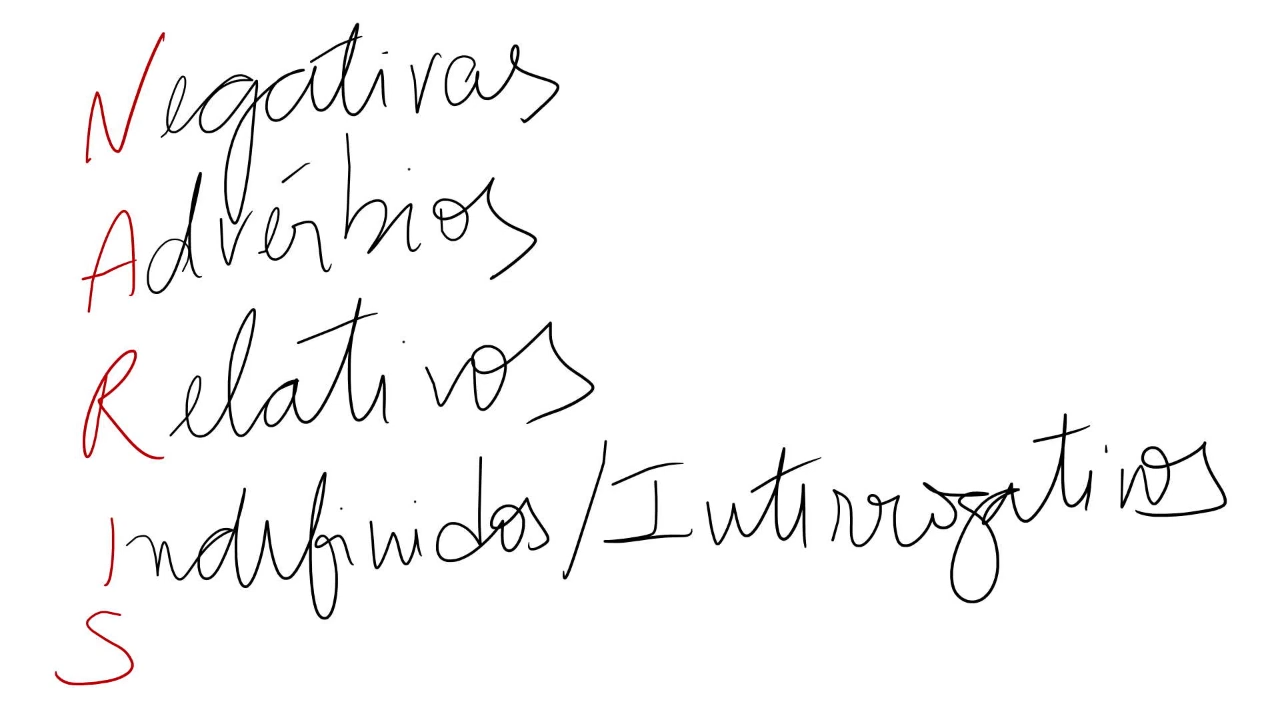 Negativas
Advérbios
Relativos
Indefinidos/Interrogativos
S